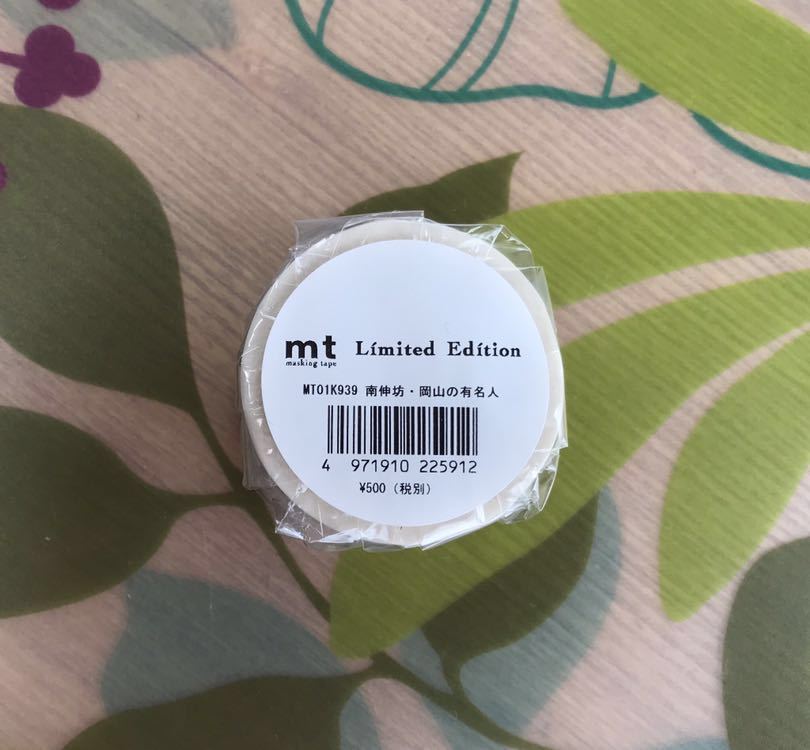 mt Límited Edítion
masking tape
MT01K939 南伸坊・岡山の有名人
4 971910 225912
¥500（税別）